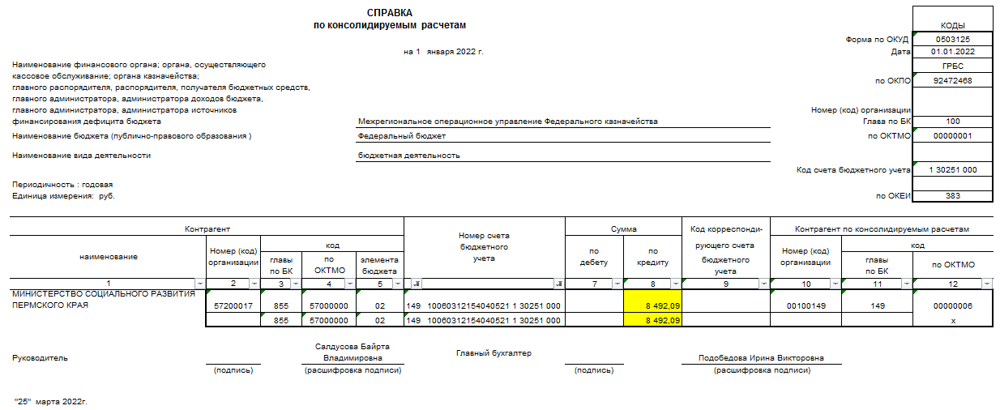 СПРАВКА
по консолидируемым расчетам
КОДЫ
Форма по ОКУД 0503125
на 1 января 2022 г.
Дата 01.01.2022
Наименование финансового органа; органа, осуществляющего
ГРБС
кассовое обслуживание; органа казначейства;
главного распорядителя, распорядителя, получателя бюджетных средств,
по ОКПО 92472468
главного администратора, администратора доходов бюджета,
главного администратора, администратора источников
Номер (код) организации
финансирования дефицита бюджета Межрегиональное операционное управление Федерального казначейства Глава по БК 100
Наименование бюджета (публично-правового образования ) Федеральный бюджет по ОКТМО 00000001
Наименование вида деятельности бюджетная деятельность
Код счета бюджетного учета 1 30251 000
Периодичность : годовая
Единица измерения: руб. по ОКЕИ 383
Контрагент
Номер счета
бюджетного
учета
Сумма
Код корреспонди-
рующего счета
бюджетного
учета
Контрагент по консолидируемым расчетам
наименование
Номер (код)
организации
код
главы
по БК
по
ОКТМО
элемента
бюджета
по
дебету
по
кредиту
Номер (код)
организации
код
главы
по БК
по ОКТМО
1 2 3 4 5 7 8 9 10 11 12
МИНИСТЕРСТВО СОЦИАЛЬНОГО РАЗВИТИЯ
ПЕРМСКОГО КРАЯ 57200017 855 57000000 02 149 10060312154040521 1 30251 000 8 492,09 00100149 149 00000006
855 57000000 02 149 10060312154040521 1 30251 000 8 492,09 x
Руководитель
Салдусова Байрта
Владимировна
Главный бухгалтер
Подобедова Ирина Викторовна
(подпись) (расшифровка подписи) (подпись) (расшифровка подписи)
"25" марта 2022г.